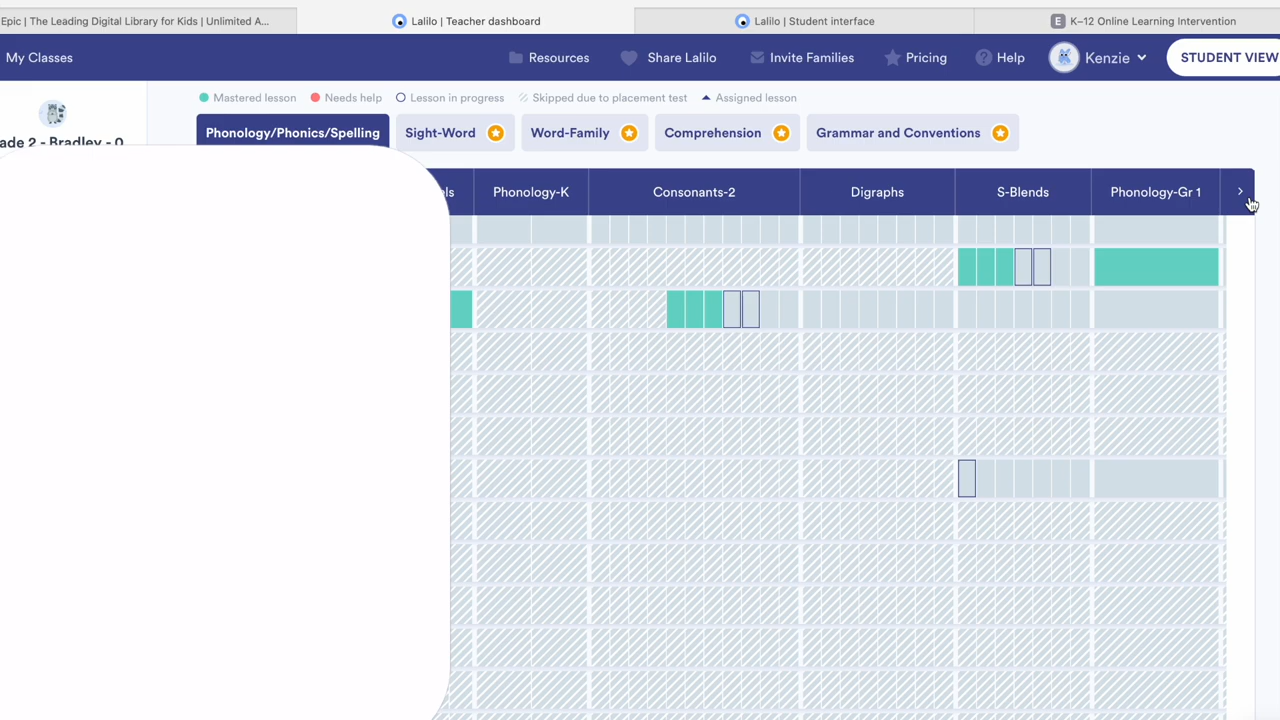 Epic | The Leading Digital Library for Kids | Unlimited A...
Lalilo | Teacher dashboard
Lalilo | Student interface
E K–12 Online Learning Intervention
My Classes
Resources
Share Lalilo
Invite Families
Pricing
? Help
Kenzie
STUDENT VIEW
Mastered lesson
Needs help
Lesson in progress
Skipped due to placement test
Assigned lesson
ade 2 - Bradley - 0
Phonology/Phonics/Spelling
Sight-Word
Word-Family
Comprehension
Grammar and Conventions
els
Phonology-K
Consonants-2
Digraphs
S-Blends
Phonology-Gr 1